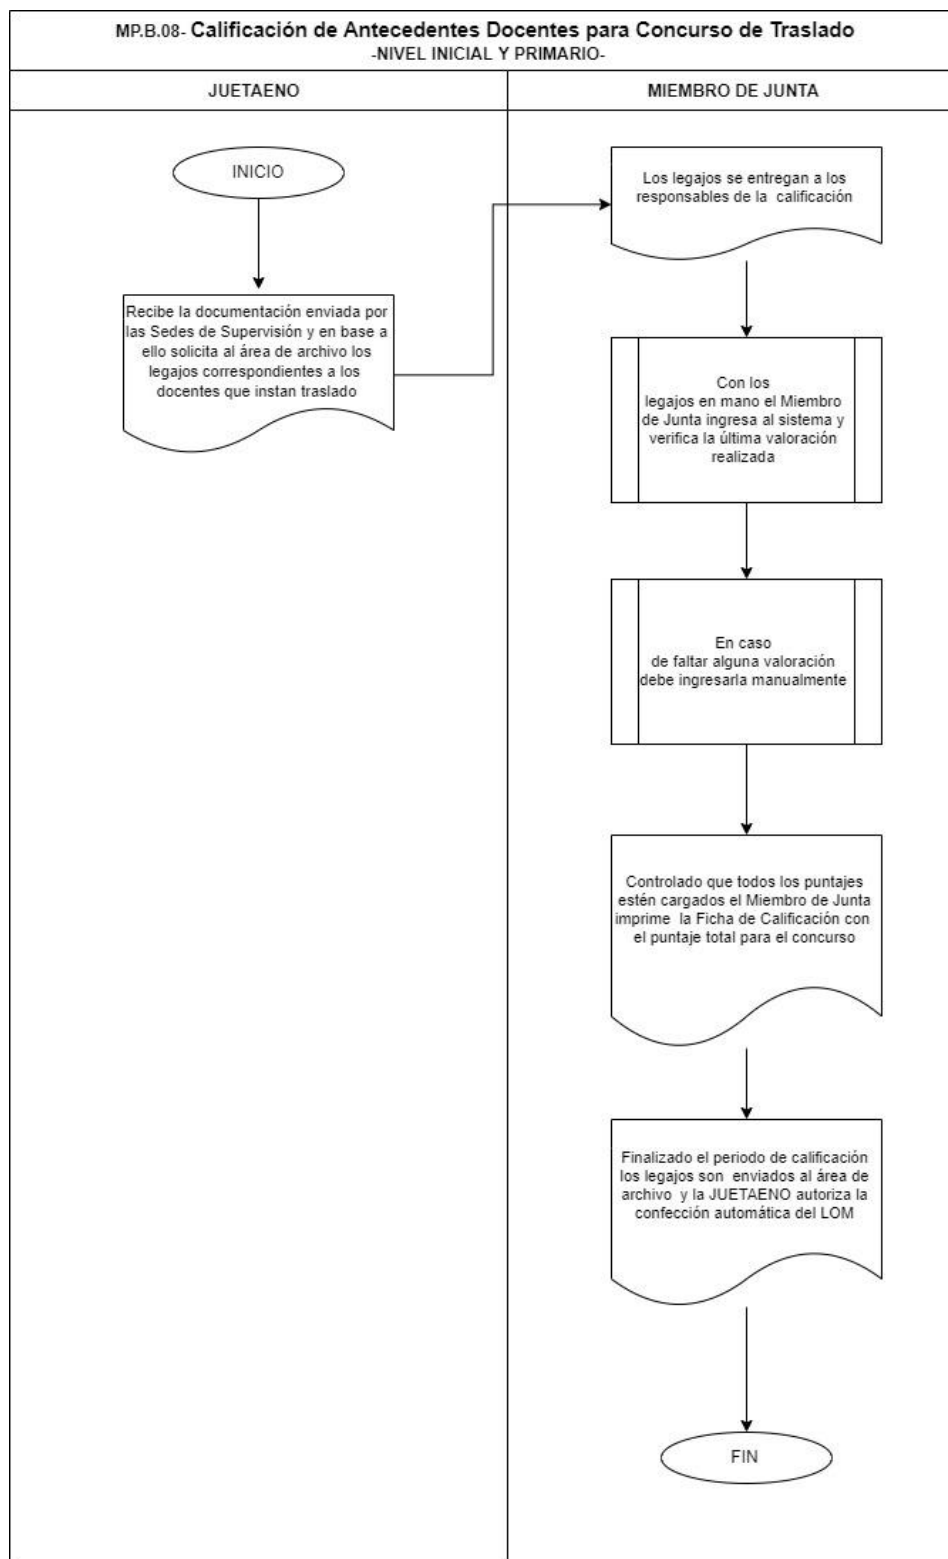 MP.B.08- Calificación de Antecedentes Docentes para Concurso de Traslado
-NIVEL INICIAL Y PRIMARIO-
JUETAENO
MIEMBRO DE JUNTA
INICIO
Recibe la documentación enviada por
las Sedes de Supervisión y en base a
ello solicita al área de archivo los
legajos correspondientes a los
docentes que instan traslado
Los legajos se entregan a los
responsables de la calificación
Con los
legajos en mano el Miembro
de Junta ingresa al sistema y
verifica la última valoración
realizada
En caso
de faltar alguna valoración
debe ingresarla manualmente
Controlado que todos los puntajes
estén cargados el Miembro de Junta
imprime la Ficha de Calificación con
el puntaje total para el concurso
Finalizado el periodo de calificación
los legajos son enviados al área de
archivo y la JUETAENO autoriza la
confección automática del LOM
FIN